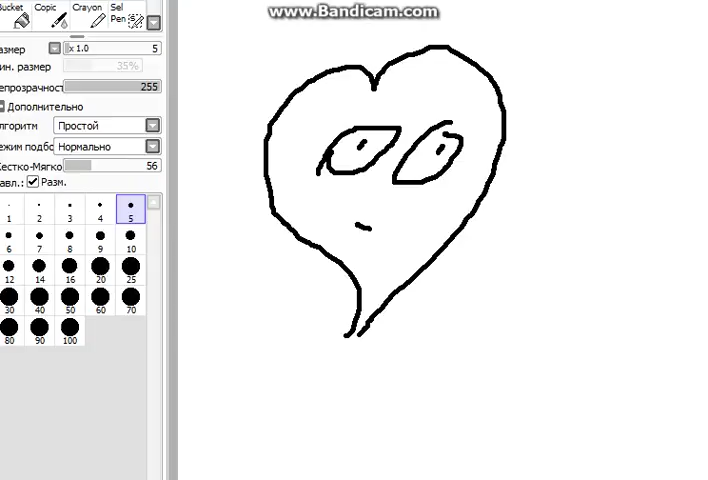 www.Bandicam.com
Bucket Copic Crayon Sel Pen
азмер x 1.0 5
ин. размер 35%
епрозрачност 255
Дополнительно
лгоритм Простой
ежим подбо Нормально
Жестко-Мягко 56
авл.: Разм.
1 2 3 4 5
6 7 8 9 10
12 14 16 20 25
30 40 50 60 70
80 90 100